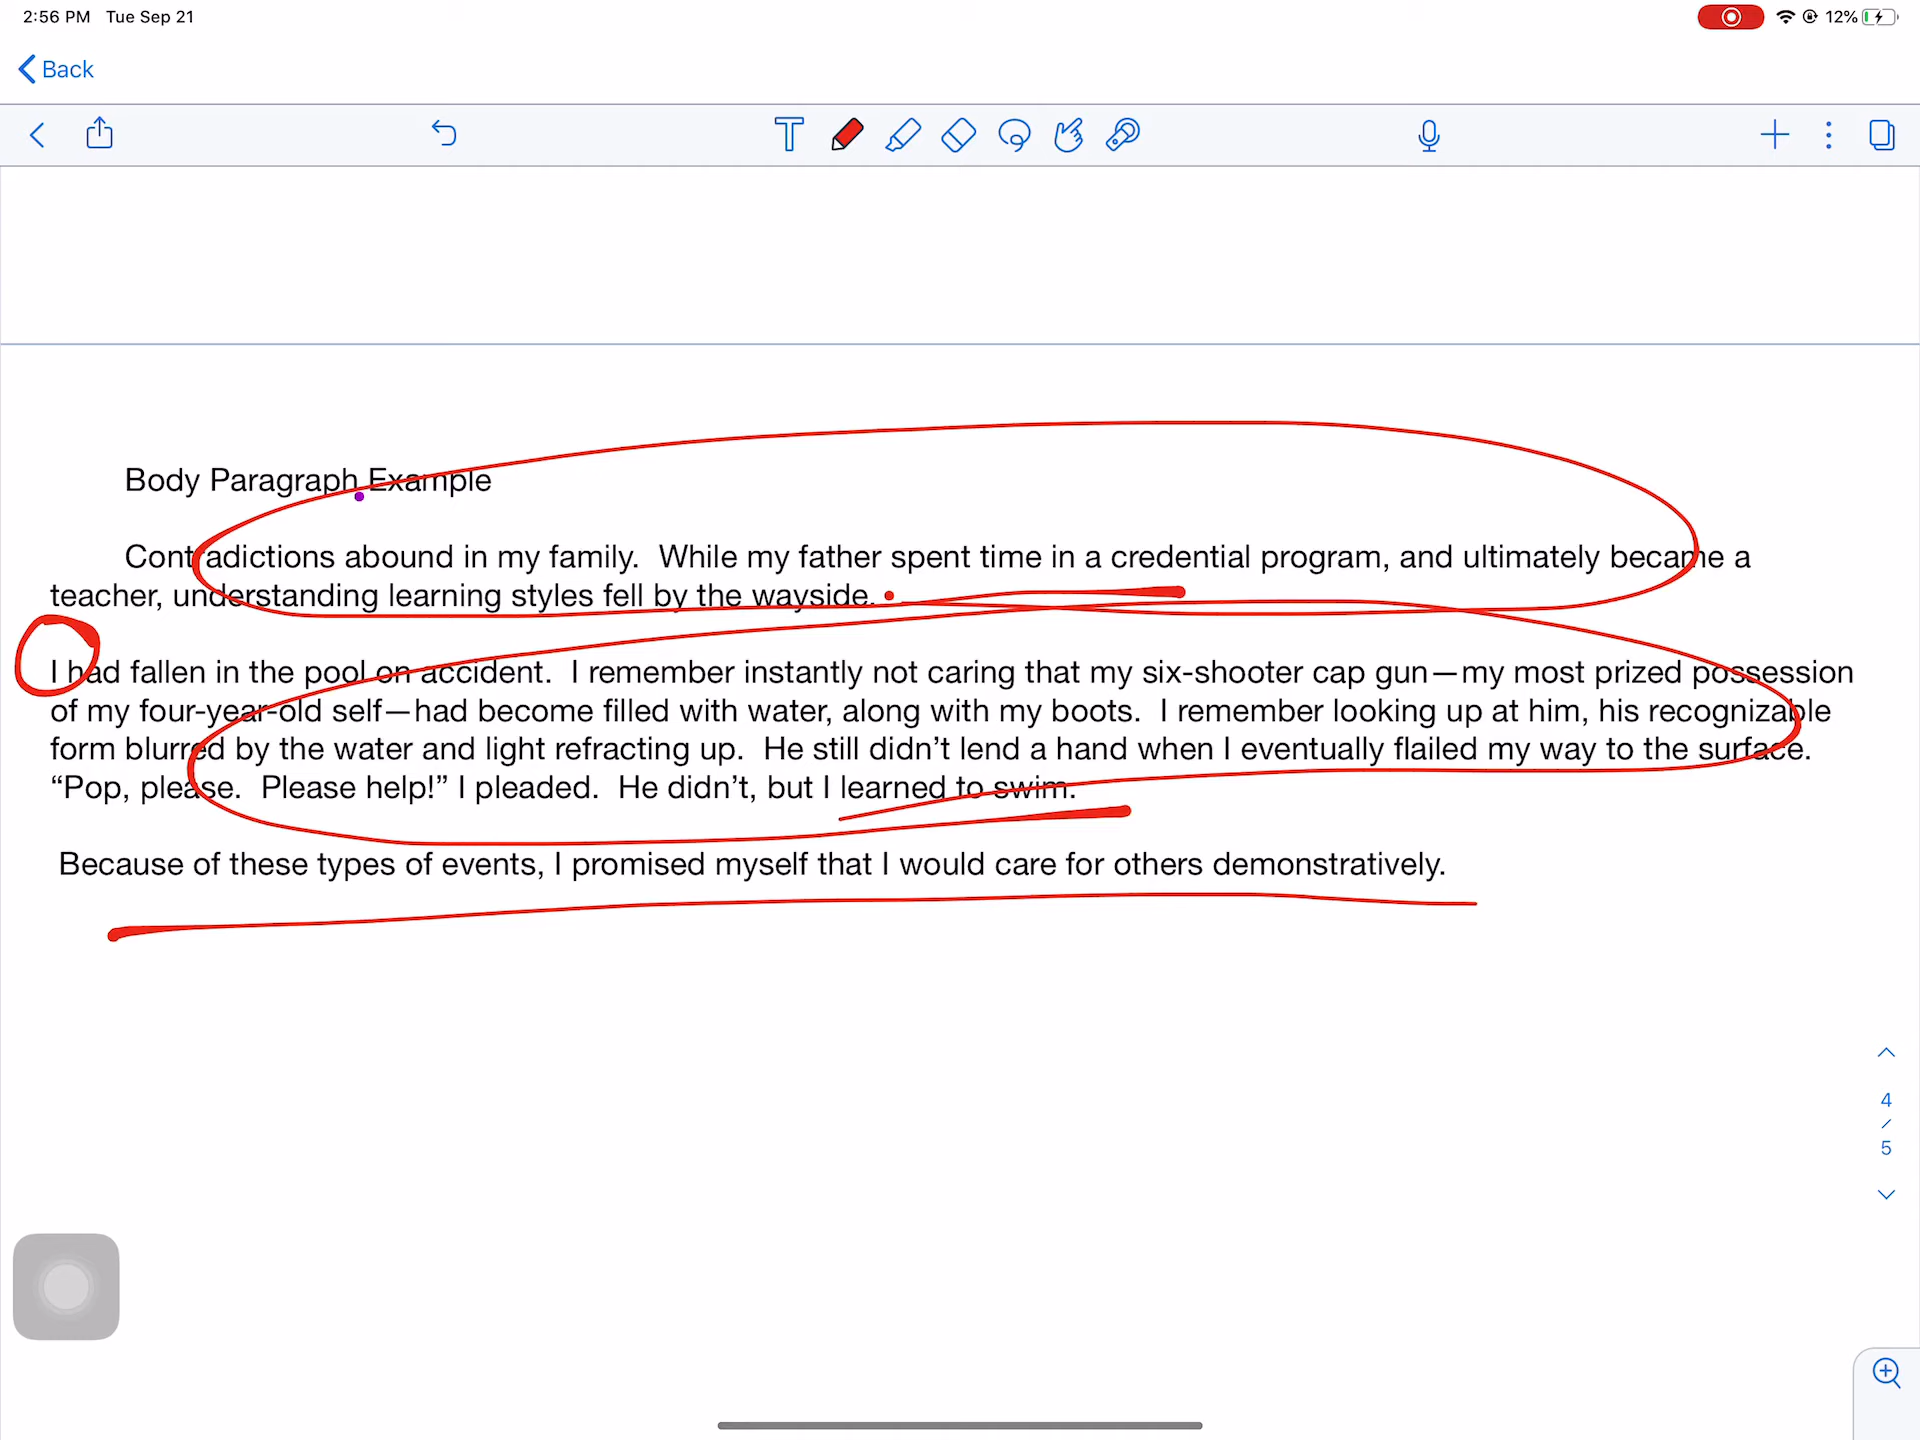 2:56 PM Tue Sep 21
12%
Back
Body Paragraph Example
Contradictions abound in my family. While my father spent time in a credential program, and ultimately became a
teacher, understanding learning styles fell by the wayside.
I had fallen in the pool on accident. I remember instantly not caring that my six-shooter cap gun—my most prized possession
of my four-year-old self—had become filled with water, along with my boots. I remember looking up at him, his recognizable
form blurred by the water and light refracting up. He still didn’t lend a hand when I eventually flailed my way to the surface.
“Pop, please. Please help!” I pleaded. He didn’t, but I learned to swim.
Because of these types of events, I promised myself that I would care for others demonstratively.
4
/
5